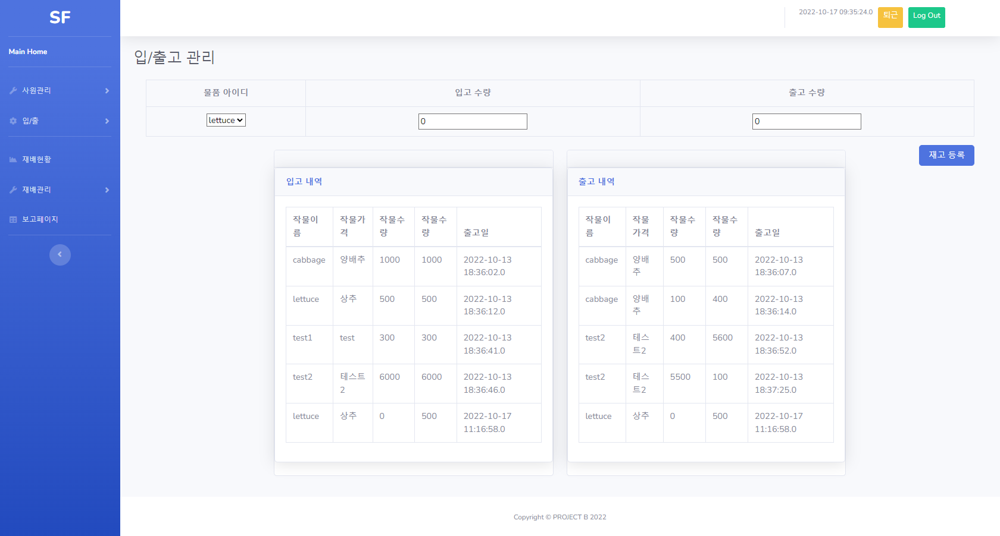 SF
2022-10-17 09:35:24.0
퇴근
Log Out
Main Home
사원관리
입/출
재배현황
재배관리
보고페이지
입/출고 관리
물품 아이디
입고 수량
출고 수량
lettuce
0
0
재고 등록
입고 내역
작물이름
작물가격
작물수량
작물수량
출고일
cabbage 양배추 1000 1000 2022-10-13 18:36:02.0
lettuce 상추 500 500 2022-10-13 18:36:12.0
test1 test 300 300 2022-10-13 18:36:41.0
test2 테스트2 6000 6000 2022-10-13 18:36:46.0
lettuce 상추 0 500 2022-10-17 11:16:58.0
출고 내역
작물이름
작물가격
작물수량
작물수량
출고일
cabbage 양배추 500 500 2022-10-13 18:36:07.0
cabbage 양배추 100 400 2022-10-13 18:36:14.0
test2 테스트2 400 5600 2022-10-13 18:36:52.0
test2 테스트2 5500 100 2022-10-13 18:37:25.0
lettuce 상추 0 500 2022-10-17 11:16:58.0
Copyright © PROJECT B 2022